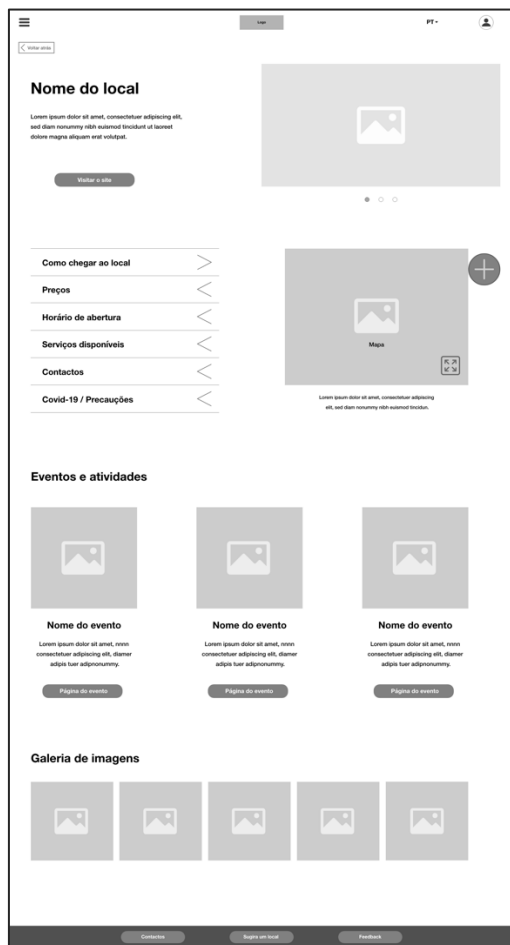 Logo
PT
Voltar atrás
Nome do local
Lorem ipsum dolor sit amet, consectetuer adipiscing elit,
sed diam nonummy nibh euismod tincidunt ut laoreet
dolore magna aliquam erat volutpat.
Visitar o site
Como chegar ao local
Preços
Horário de abertura
Serviços disponíveis
Contactos
Covid-19 / Precauções
Mapa
Lorem ipsum dolor sit amet, consectetuer adipiscing
elit, sed diam nonummy nibh euismod tincidun.
Eventos e atividades
Nome do evento
Lorem ipsum dolor sit amet, nnnn
consectetuer adipiscing elit, diamer
adipis tuer adipnonummy.
Página do evento
Nome do evento
Lorem ipsum dolor sit amet, nnnn
consectetuer adipiscing elit, diamer
adipis tuer adipnonummy.
Página do evento
Nome do evento
Lorem ipsum dolor sit amet, nnnn
consectetuer adipiscing elit, diamer
adipis tuer adipnonummy.
Página do evento
Galeria de imagens
Contactos
Sugira um local
Feedback